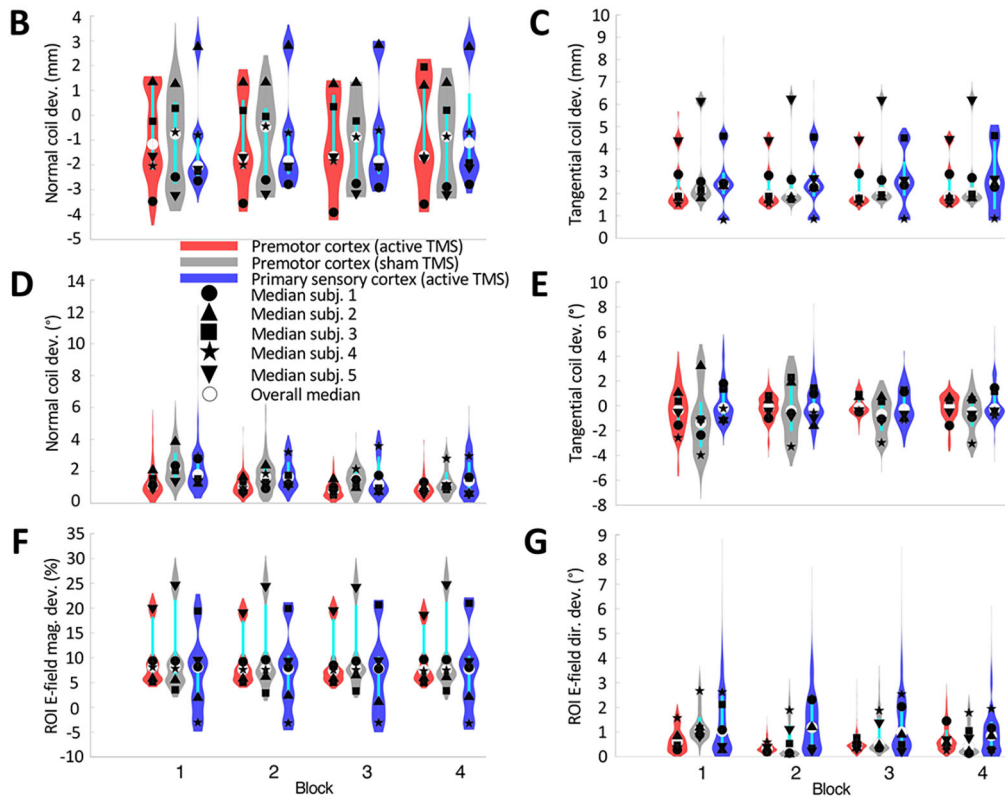 B
Normal coil dev. (mm)
4
3
2
1
0
-1
-2
-3
-4
-5
C
Tangential coil dev. (mm)
10
9
8
7
6
5
4
3
2
1
0
Premotor cortex (active TMS)
Premotor cortex (sham TMS)
Primary sensory cortex (active TMS)
Median subj. 1
Median subj. 2
Median subj. 3
Median subj. 4
Median subj. 5
Overall median
D
Normal coil dev. (°)
14
12
10
8
6
4
2
0
E
Tangential coil dev. (°)
10
8
6
4
2
0
-2
-4
-6
-8
F
ROI E-field mag. dev. (%)
35
30
25
20
15
10
5
0
-5
-10
1 2 3 4
Block
G
ROI E-field dir. dev. (°)
9
8
7
6
5
4
3
2
1
0
1 2 3 4
Block